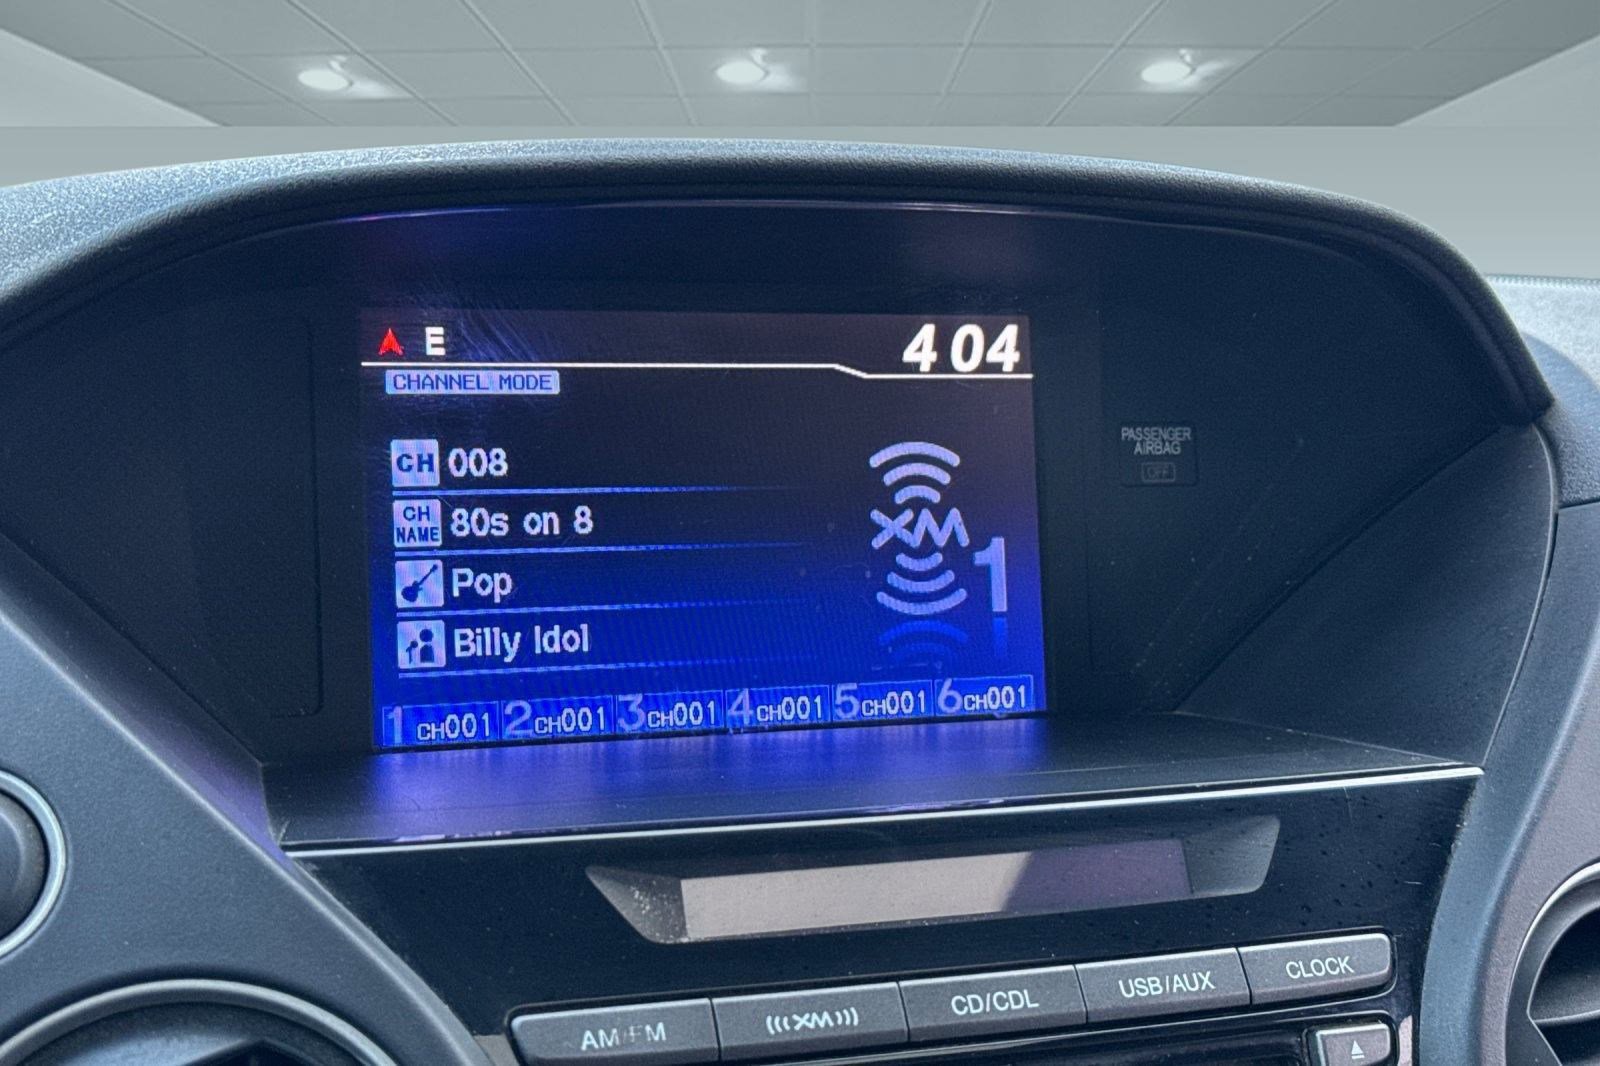 E
4 04
CHANNEL MODE
CH 008
CH NAME 80s on 8
Pop
Billy Idol
XM 1
1 CH001 2 CH001 3 CH001 4 CH001 5 CH001 6 CH001
PASSENGER
AIRBAG
OFF
AM/FM
(((XM)))
CD/CDL
USB/AUX
CLOCK